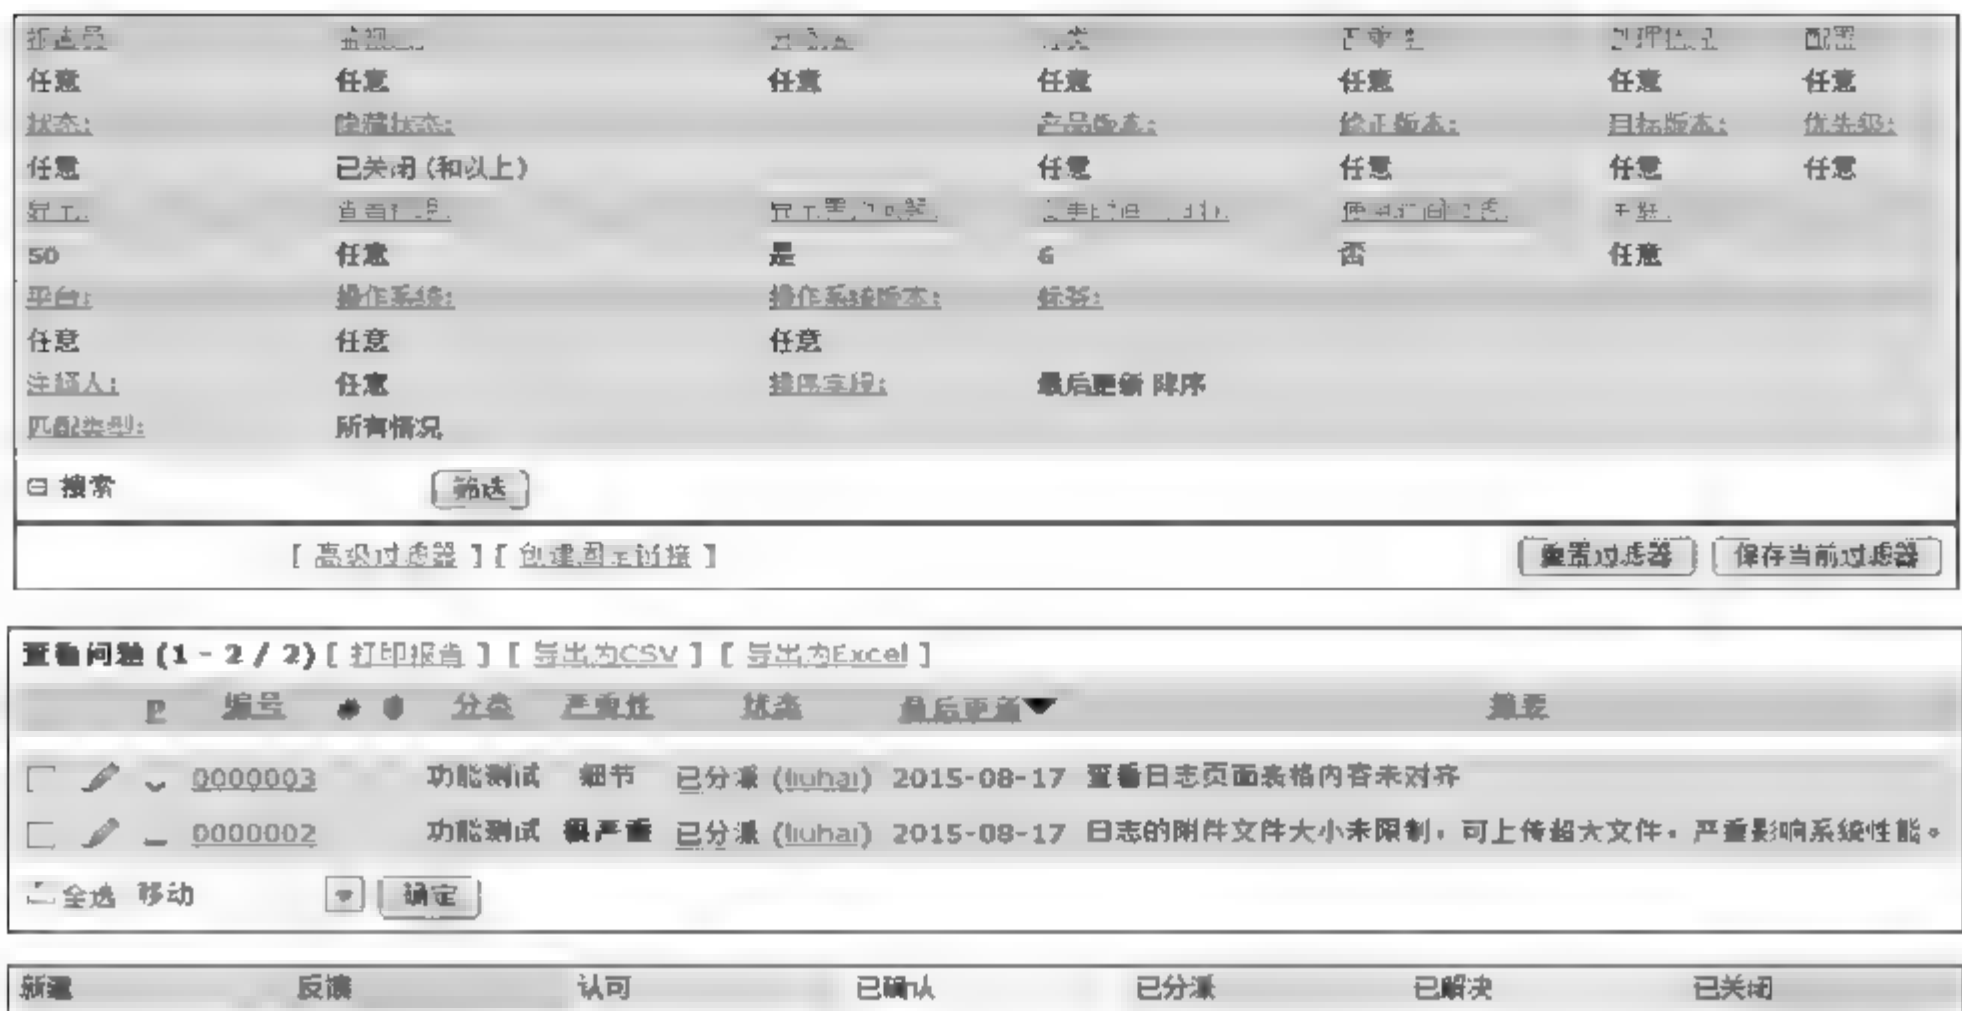 任意 任意 任意 任意 任意 任意 任意
状态: 隐藏状态: 产品版本: 修正版本: 目标版本: 优先级:
任意 已关闭(和以上) 任意 任意 任意 任意
50 任意 是 6 否 任意
平台: 操作系统: 操作系统版本: 标签:
任意 任意 任意
注释人: 任意 排序字段: 最后更新 降序
匹配类型: 所有情况
搜索 筛选
[ 高级过滤器 ] [ 创建固定链接 ] 重置过滤器 保存当前过滤器
查看问题 (1 - 2 / 2) [ 打印报告 ] [ 导出为CSV ] [ 导出为Excel ]
P 编号 # 分类 严重性 状态 最后更新 摘要
0000003 功能测试 细节 已分派 (liuhai) 2015-08-17 查看日志页面表格内容未对齐
0000002 功能测试 很严重 已分派 (liuhai) 2015-08-17 日志的附件文件大小未限制，可上传超大文件，严重影响系统性能。
全选 移动 确定
新建 反馈 认可 已确认 已分派 已解决 已关闭